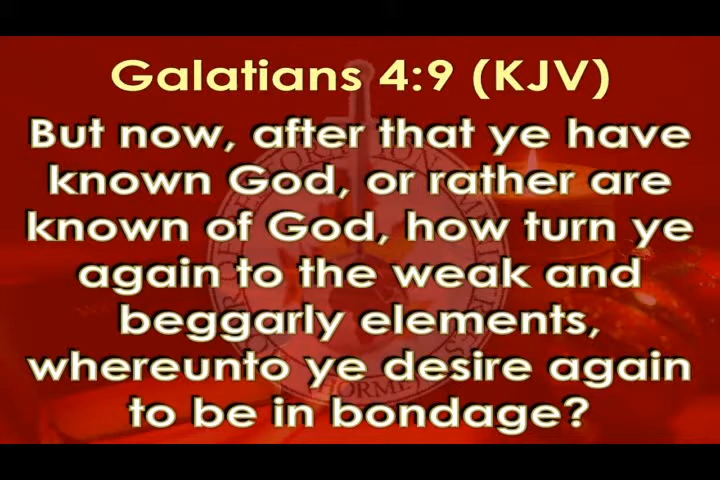 Galatians 4:9 (KJV)
But now, after that ye have
known God, or rather are
known of God, how turn ye
again to the weak and
beggarly elements,
whereunto ye desire again
to be in bondage?